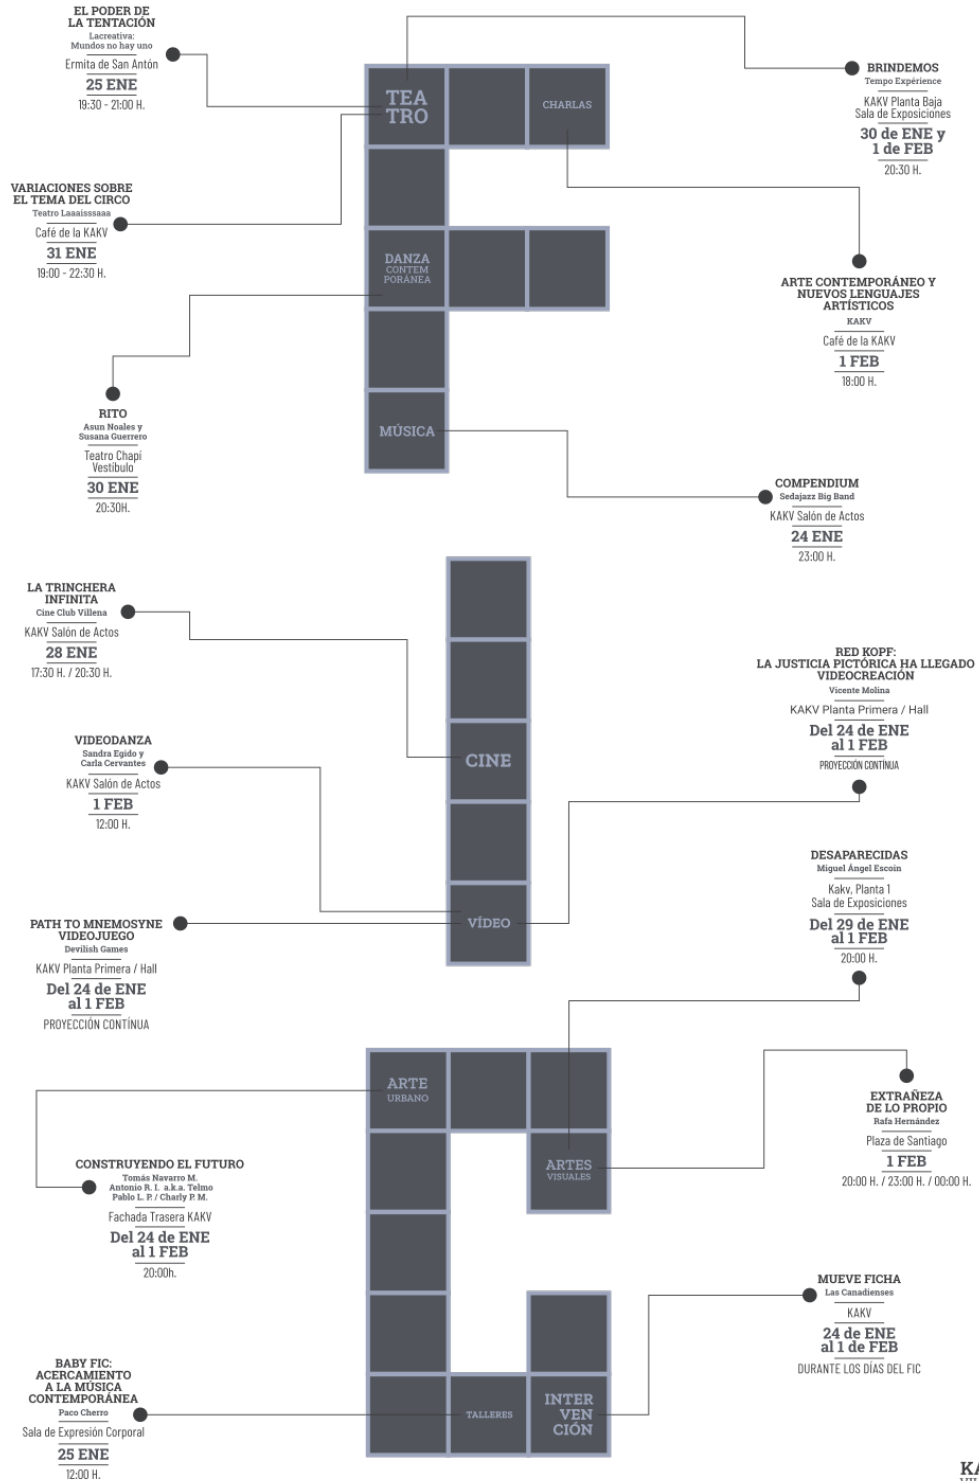 EL PODER DE
LA TENTACIÓN
Lacreativa:
Mundos no hay uno
Ermita de San Antón
25 ENE
19:30 - 21:00 H.
TEA
TRO
CHARLAS
BRINDEMOS
Tempo Expérience
KAKV Planta Baja
Sala de Exposiciones
30 de ENE y
1 de FEB
20:30 H.
VARIACIONES SOBRE
EL TEMA DEL CIRCO
Teatro Laaaisssaaa
Café de la KAKV
31 ENE
19:00 - 22:30 H.
DANZA
CONTEM
PORÁNEA
ARTE CONTEMPORÁNEO Y
NUEVOS LENGUAJES
ARTÍSTICOS
KAKV
Café de la KAKV
1 FEB
18:00 H.
RITO
Asun Noales y
Susana Guerrero
Teatro Chapí
Vestíbulo
30 ENE
20:30H.
MÚSICA
COMPENDIUM
Sedajazz Big Band
KAKV Salón de Actos
24 ENE
23:00 H.
LA TRINCHERA
INFINITA
Cine Club Villena
KAKV Salón de Actos
28 ENE
17:30 H. / 20:30 H.
RED KOPF:
LA JUSTICIA PICTÓRICA HA LLEGADO
VIDEOCREACIÓN
Vicente Molina
KAKV Planta Primera / Hall
Del 24 de ENE
al 1 FEB
PROYECCIÓN CONTÍNUA
VIDEODANZA
Sandra Egido y
Carla Cervantes
KAKV Salón de Actos
1 FEB
12:00 H.
CINE
VÍDEO
DESAPARECIDAS
Miguel Ángel Escoin
Kakv, Planta 1
Sala de Exposiciones
Del 29 de ENE
al 1 FEB
20:00 H.
PATH TO MNEMOSYNE
VIDEOJUEGO
Devilish Games
KAKV Planta Primera / Hall
Del 24 de ENE
al 1 FEB
PROYECCIÓN CONTÍNUA
ARTE
URBANO
EXTRAÑEZA
DE LO PROPIO
Rafa Hernández
Plaza de Santiago
1 FEB
20:00 H. / 23:00 H. / 00:00 H.
ARTES
VISUALES
CONSTRUYENDO EL FUTURO
Tomás Navarro M.
Antonio R. I. a.k.a. Telmo
Pablo L. P. / Charly P. M.
Fachada Trasera KAKV
Del 24 de ENE
al 1 FEB
20:00h.
MUEVE FICHA
Las Canadienses
KAKV
24 de ENE
al 1 de FEB
DURANTE LOS DÍAS DEL FIC
BABY FIC:
ACERCAMIENTO
A LA MÚSICA
CONTEMPORÁNEA
Paco Cherro
Sala de Expresión Corporal
25 ENE
12:00 H.
TALLERES
INTER
VEN
CIÓN
KA